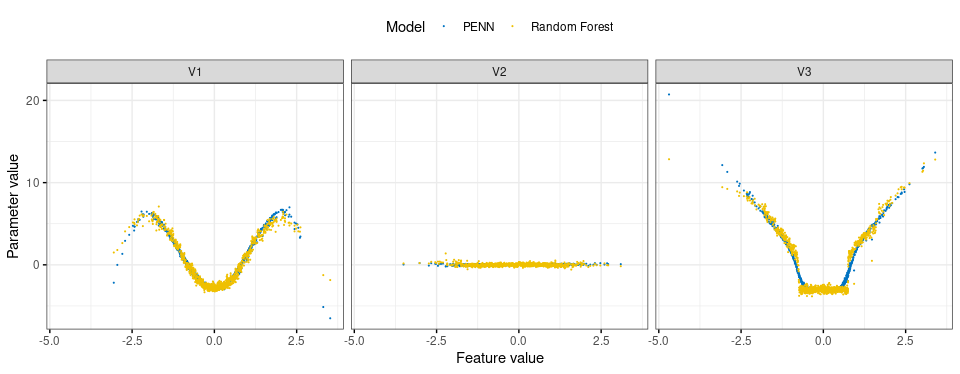 Model PENN Random Forest
V1 V2 V3
Parameter value
20
10
0
-5.0 -2.5 0.0 2.5 -5.0 -2.5 0.0 2.5 -5.0 -2.5 0.0 2.5
Feature value